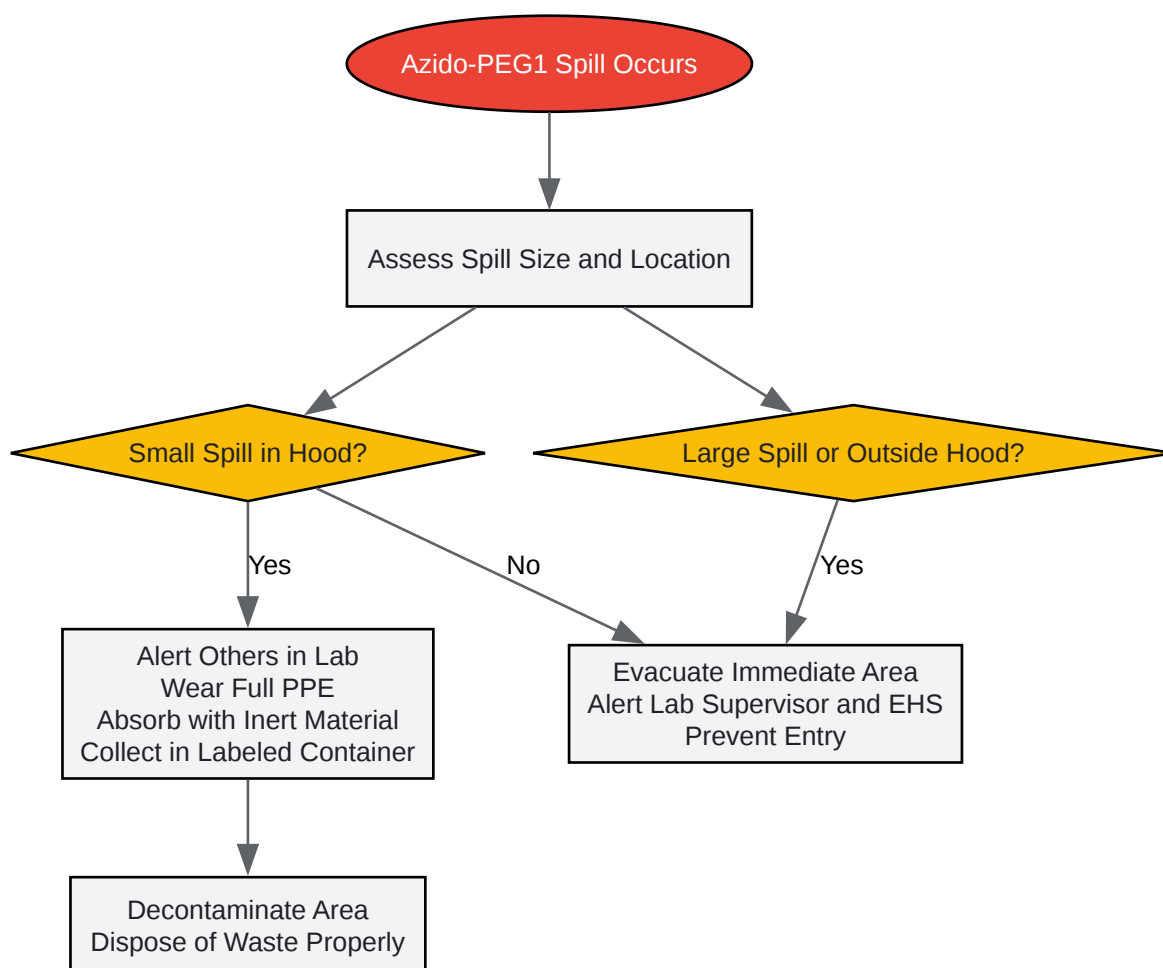 Azido-PEG1 Spill Occurs
Assess Spill Size and Location
Small Spill in Hood?
Large Spill or Outside Hood?
Yes
No
Yes
Alert Others in Lab
Wear Full PPE
Absorb with Inert Material
Collect in Labeled Container
Evacuate Immediate Area
Alert Lab Supervisor and EHS
Prevent Entry
Decontaminate Area
Dispose of Waste Properly